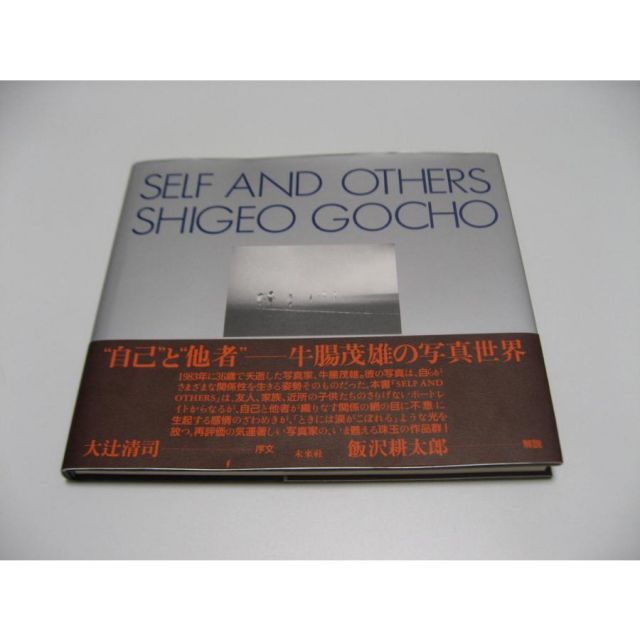 SELF AND OTHERS
SHIGEO GOCHO
“自己”と“他者”——牛腸茂雄の写真世界
1983年に36歳で夭逝した写真家、牛腸茂雄。彼の写真は、自らが
さまざまな関係性を生きる姿勢そのものだった。本書『SELF AND
OTHERS』は、友人、家族、近所の子供たちのさりげないポートレ
イトからなるが、自己と他者が織りなす関係の網の目に不意に
生起する感情のざわめきが、「ときには涙がこぼれる」ような光を
放つ。再評価の気運著しい写真家の、いま甦える珠玉の作品群!
大辻清司 序文 未來社 飯沢耕太郎 解説